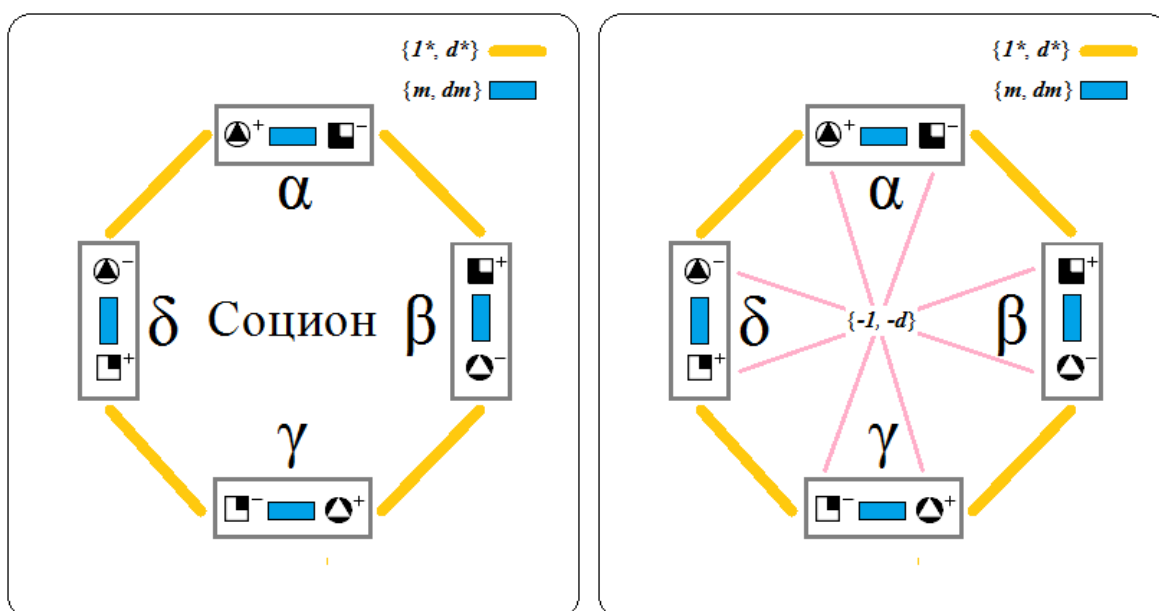 {1*, d*}
{m, dm}
+ −
α
− +
δ Социон β
+ −
γ
− +
{1*, d*}
{m, dm}
+ −
α
− +
δ {-1, -d} β
+ −
γ
− +